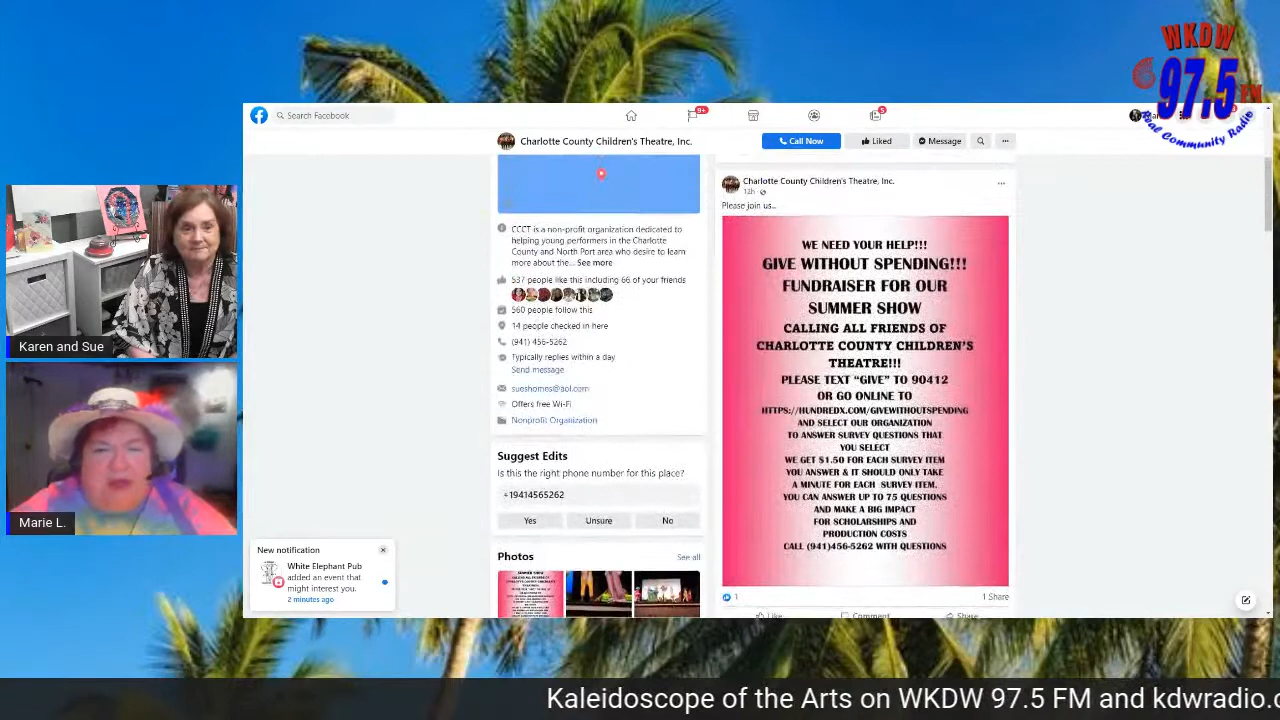 WKDW
97.5 FM
Real Community Radio
Search Facebook
9+
5
Charlotte County Children's Theatre, Inc.
Call Now
Liked
Message
Charlotte County Children's Theatre, Inc.
12h
Please join us..
WE NEED YOUR HELP!!!
GIVE WITHOUT SPENDING!!!
FUNDRAISER FOR OUR
SUMMER SHOW
CALLING ALL FRIENDS OF
CHARLOTTE COUNTY CHILDREN'S
THEATRE!!!
PLEASE TEXT "GIVE" TO 90412
OR GO ONLINE TO
HTTPS://HUNDREDX.COM/GIVEWITHOUTSPENDING
AND SELECT OUR ORGANIZATION
TO ANSWER SURVEY QUESTIONS THAT
YOU SELECT
WE GET $1.50 FOR EACH SURVEY ITEM
YOU ANSWER & IT SHOULD ONLY TAKE
A MINUTE FOR EACH SURVEY ITEM.
YOU CAN ANSWER UP TO 75 QUESTIONS
AND MAKE A BIG IMPACT
FOR SCHOLARSHIPS AND
PRODUCTION COSTS
CALL (941)456-5262 WITH QUESTIONS
1
1 Share
Like
Comment
Share
CCCT is a non-profit organization dedicated to
helping young performers in the Charlotte
County and North Port area who desire to learn
more about the... See more
537 people like this including 66 of your friends
560 people follow this
14 people checked in here
(941) 456-5262
Typically replies within a day
Send message
sueshomes@aol.com
Offers free Wi-Fi
Nonprofit Organization
Suggest Edits
Is this the right phone number for this place?
+19414565262
Yes
Unsure
No
Photos
See all
New notification
White Elephant Pub
added an event that
might interest you.
2 minutes ago
Karen and Sue
Marie L.
Kaleidoscope of the Arts on WKDW 97.5 FM and kdwradio.c